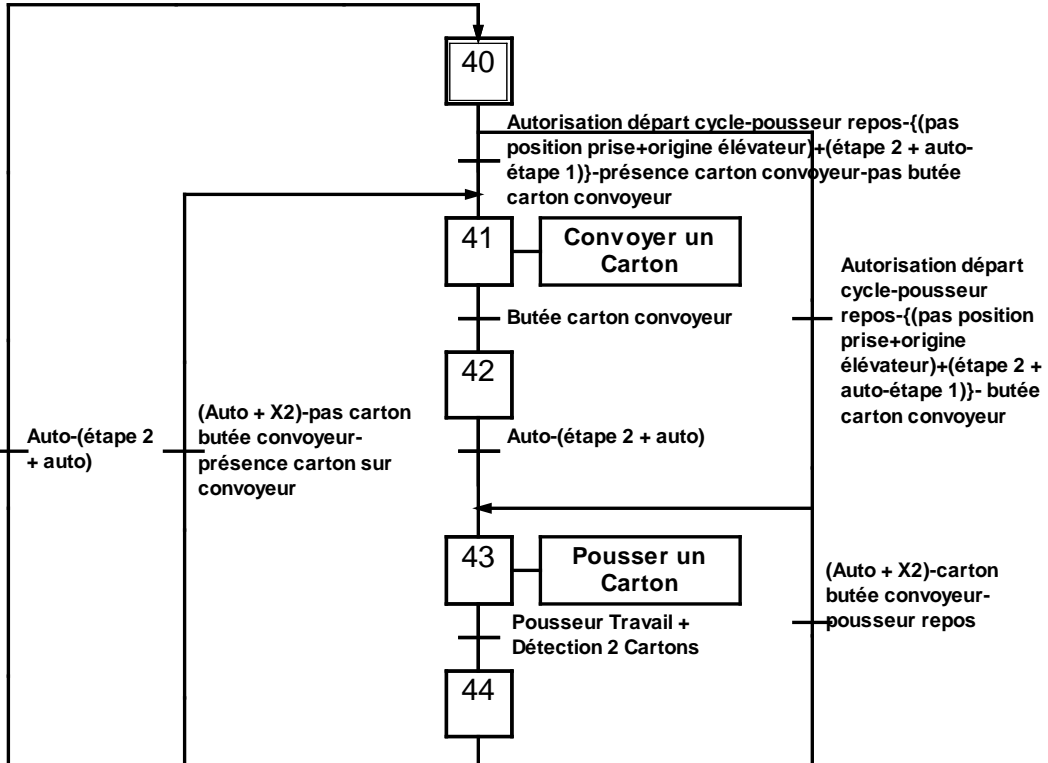 40
Autorisation départ cycle-pousseur repos-{(pas
position prise+origine élévateur)+(étape 2 + auto-
étape 1)}-présence carton convoyeur-pas butée
carton convoyeur
41
Convoyer un
Carton
Autorisation départ
cycle-pousseur
repos-{(pas position
prise+origine
élévateur)+(étape 2 +
auto-étape 1)}- butée
carton convoyeur
Butée carton convoyeur
42
Auto-(étape 2
+ auto)
(Auto + X2)-pas carton
butée convoyeur-
présence carton sur
convoyeur
Auto-(étape 2 + auto)
43
Pousser un
Carton
(Auto + X2)-carton
butée convoyeur-
pousseur repos
Pousseur Travail +
Détection 2 Cartons
44